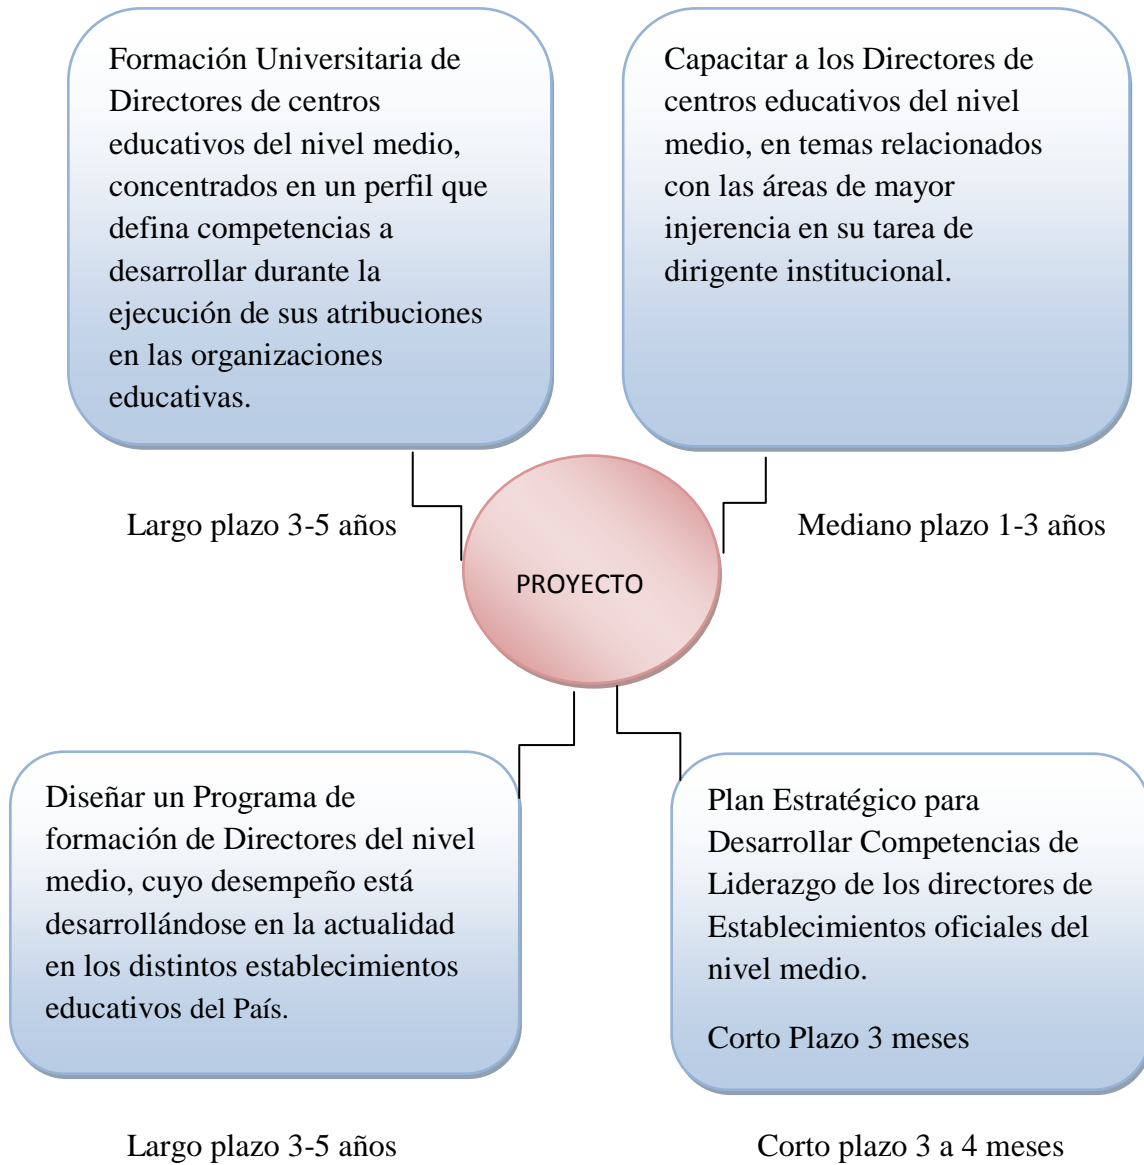 Formación Universitaria de
Directores de centros
educativos del nivel medio,
concentrados en un perfil que
defina competencias a
desarrollar durante la
ejecución de sus atribuciones
en las organizaciones
educativas.
Capacitar a los Directores de
centros educativos del nivel
medio, en temas relacionados
con las áreas de mayor
injerencia en su tarea de
dirigente institucional.
Largo plazo 3-5 años
Mediano plazo 1-3 años
PROYECTO
Diseñar un Programa de
formación de Directores del nivel
medio, cuyo desempeño está
desarrollándose en la actualidad
en los distintos establecimientos
educativos del País.
Plan Estratégico para
Desarrollar Competencias de
Liderazgo de los directores de
Establecimientos oficiales del
nivel medio.
Corto Plazo 3 meses
Largo plazo 3-5 años
Corto plazo 3 a 4 meses